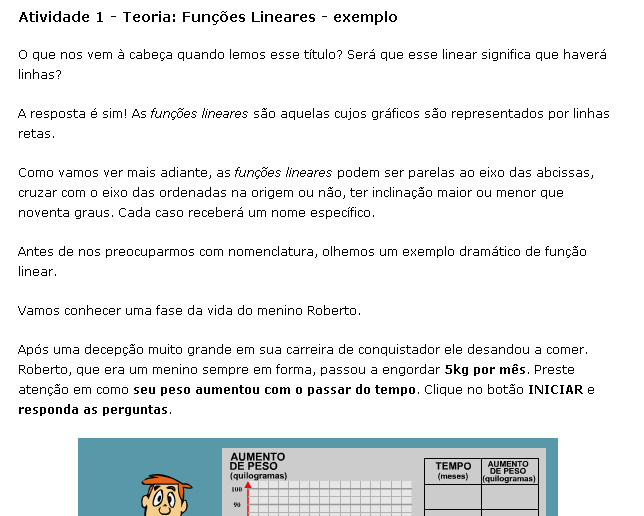 Atividade 1 - Teoria: Funções Lineares - exemplo
O que nos vem à cabeça quando lemos esse título? Será que esse linear significa que haverá
linhas?
A resposta é sim! As funções lineares são aquelas cujos gráficos são representados por linhas
retas.
Como vamos ver mais adiante, as funções lineares podem ser parelas ao eixo das abcissas,
cruzar com o eixo das ordenadas na origem ou não, ter inclinação maior ou menor que
noventa graus. Cada caso receberá um nome específico.
Antes de nos preocuparmos com nomenclatura, olhemos um exemplo dramático de função
linear.
Vamos conhecer uma fase da vida do menino Roberto.
Após uma decepção muito grande em sua carreira de conquistador ele desandou a comer.
Roberto, que era um menino sempre em forma, passou a engordar 5kg por mês. Preste
atenção em como seu peso aumentou com o passar do tempo. Clique no botão INICIAR e
responda as perguntas.
AUMENTO
DE PESO
(quilogramas)
100
90
TEMPO
(meses)
AUMENTO
DE PESO
(quilogramas)